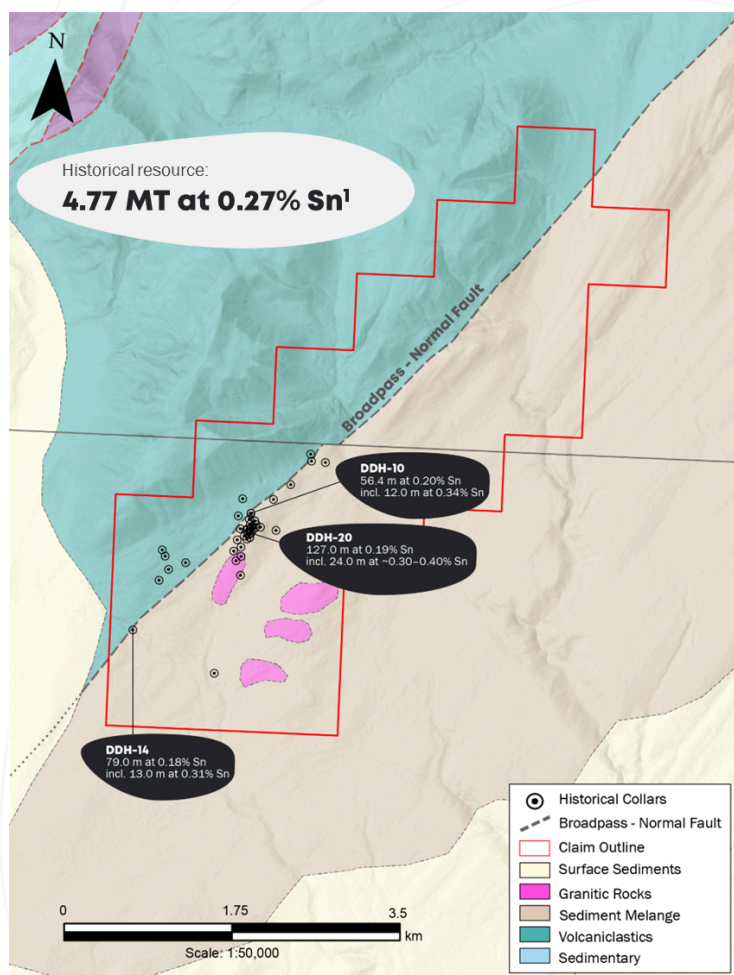 N
Historical resource:
4.77 MT at 0.27% Sn¹
Broadpass - Normal Fault
DDH-10
56.4 m at 0.20% Sn
incl. 12.0 m at 0.34% Sn
DDH-20
127.0 m at 0.19% Sn
incl. 24.0 m at ~0.30–0.40% Sn
DDH-14
79.0 m at 0.18% Sn
incl. 13.0 m at 0.31% Sn
Historical Collars
Broadpass - Normal Fault
Claim Outline
Surface Sediments
Granitic Rocks
Sediment Melange
Volcaniclastics
Sedimentary
0 1.75 3.5
km
Scale: 1:50,000